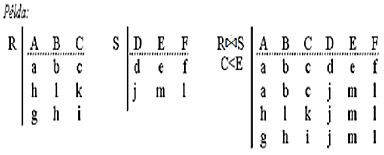 Példa:
R A B C S D E F R⋈S A B C D E F
a b c d e f C<E a b c d e f
h l k j m l a b c j m l
g h i h l k j m l
g h i j m l